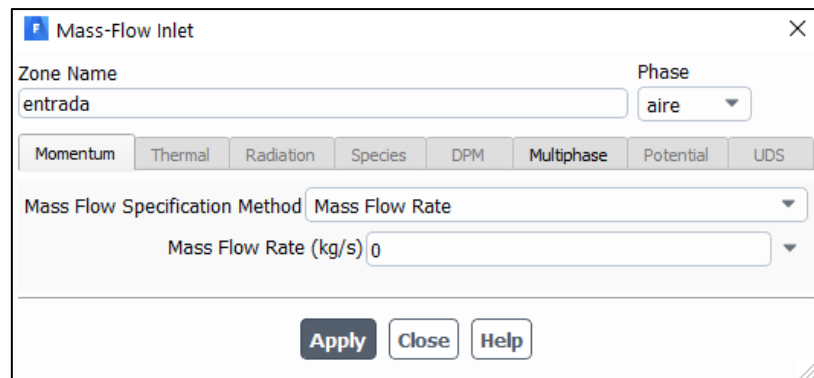 F Mass-Flow Inlet
Zone Name Phase
entrada aire
Momentum Thermal Radiation Species DPM Multiphase Potential UDS
Mass Flow Specification Method Mass Flow Rate
Mass Flow Rate (kg/s) 0
Apply Close Help